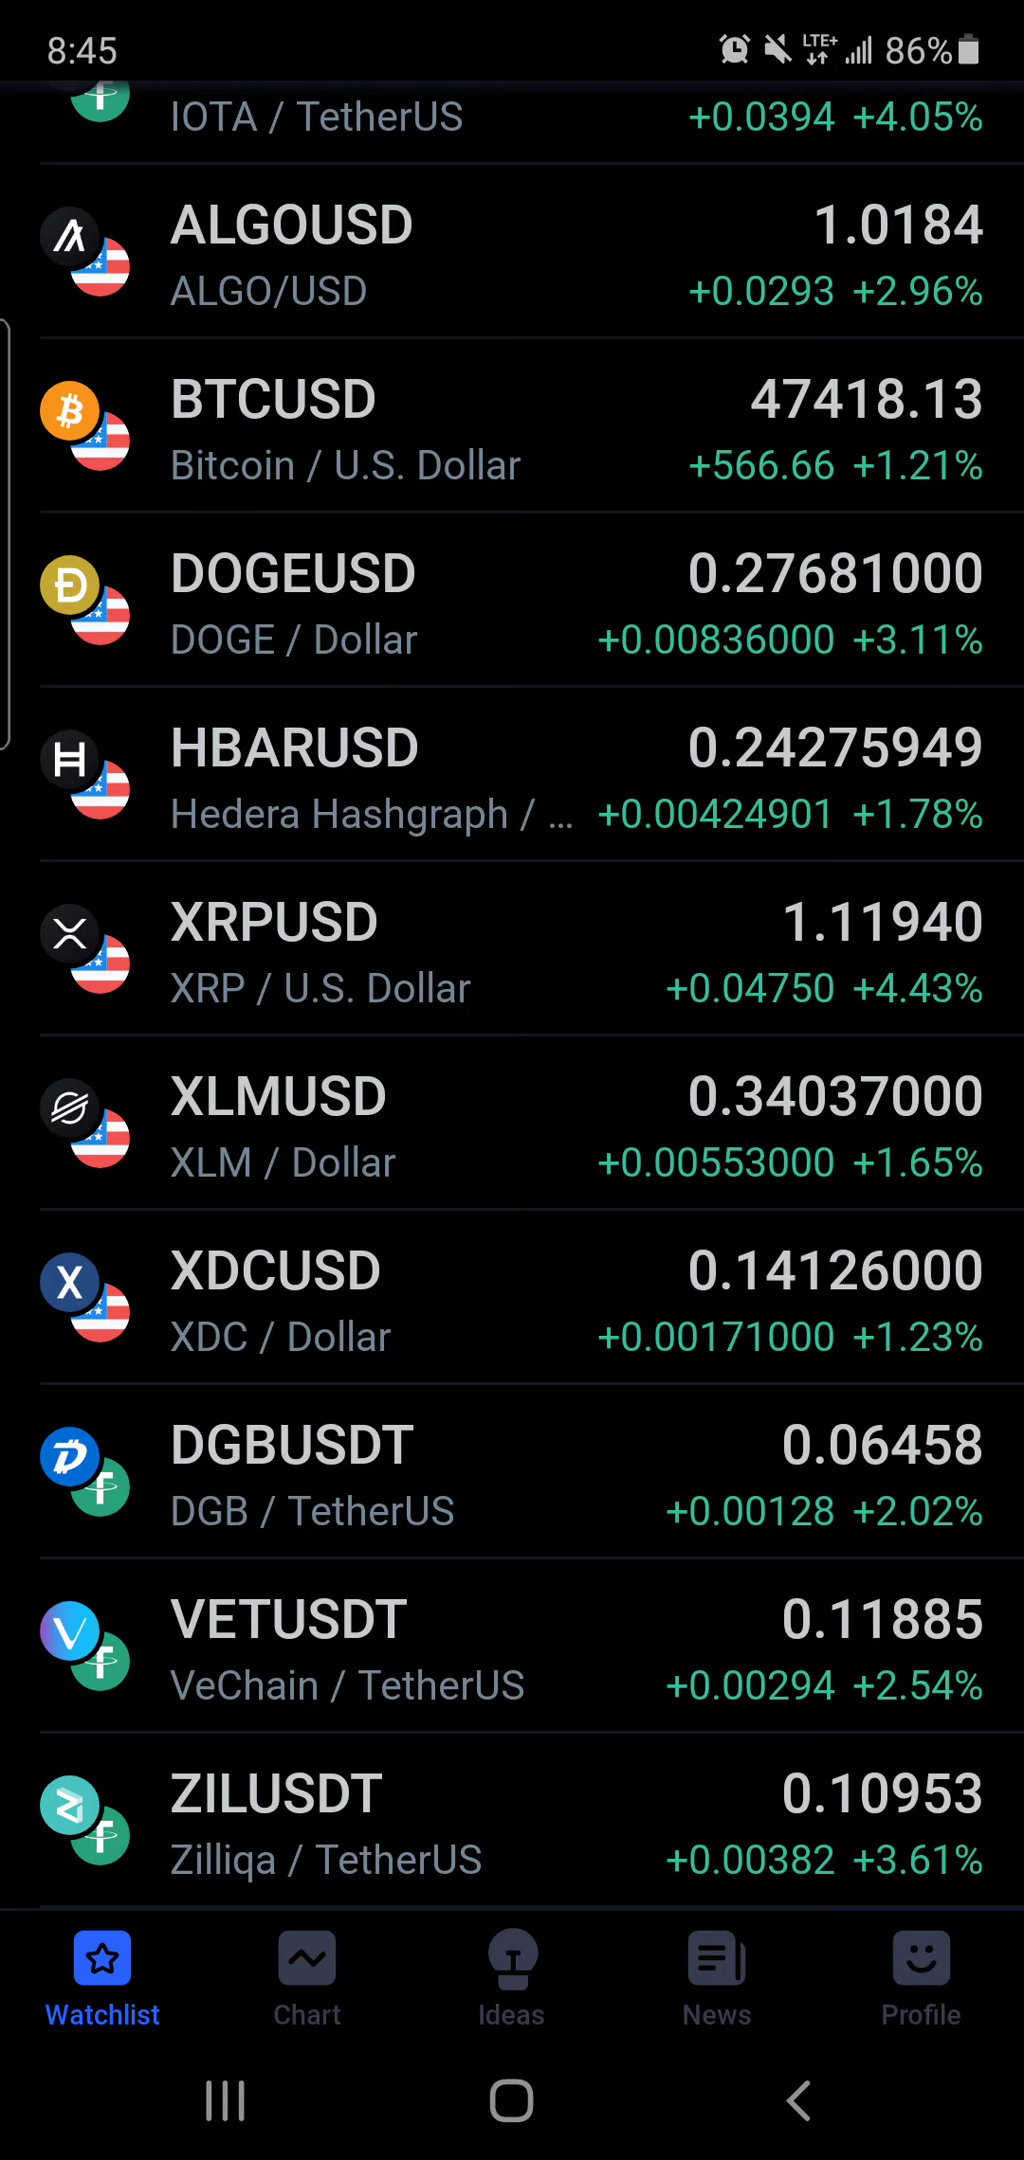 8:45 LTE+ 86%
IOTA / TetherUS +0.0394 +4.05%
ALGOUSD 1.0184
ALGO/USD +0.0293 +2.96%
BTCUSD 47418.13
Bitcoin / U.S. Dollar +566.66 +1.21%
DOGEUSD 0.27681000
DOGE / Dollar +0.00836000 +3.11%
HBARUSD 0.24275949
Hedera Hashgraph / ... +0.00424901 +1.78%
XRPUSD 1.11940
XRP / U.S. Dollar +0.04750 +4.43%
XLMUSD 0.34037000
XLM / Dollar +0.00553000 +1.65%
XDCUSD 0.14126000
XDC / Dollar +0.00171000 +1.23%
DGBUSDT 0.06458
DGB / TetherUS +0.00128 +2.02%
VETUSDT 0.11885
VeChain / TetherUS +0.00294 +2.54%
ZILUSDT 0.10953
Zilliqa / TetherUS +0.00382 +3.61%
Watchlist Chart Ideas News Profile